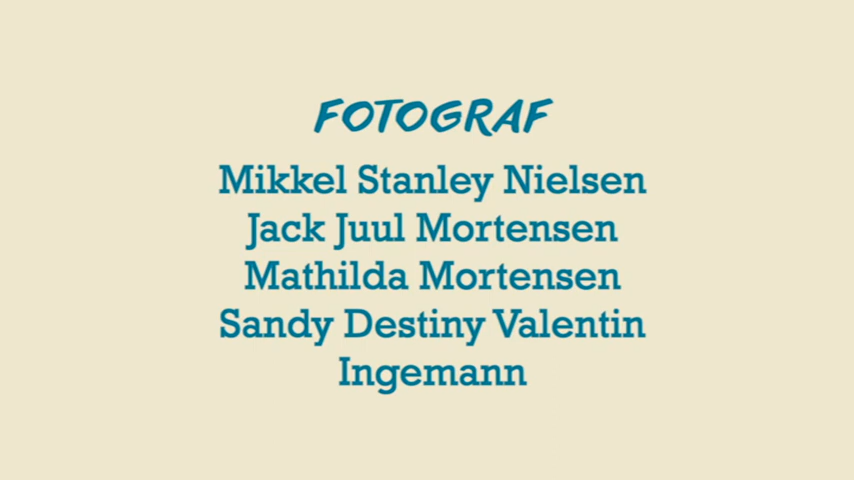 FOTOGRAF
Mikkel Stanley Nielsen
Jack Juul Mortensen
Mathilda Mortensen
Sandy Destiny Valentin
Ingemann